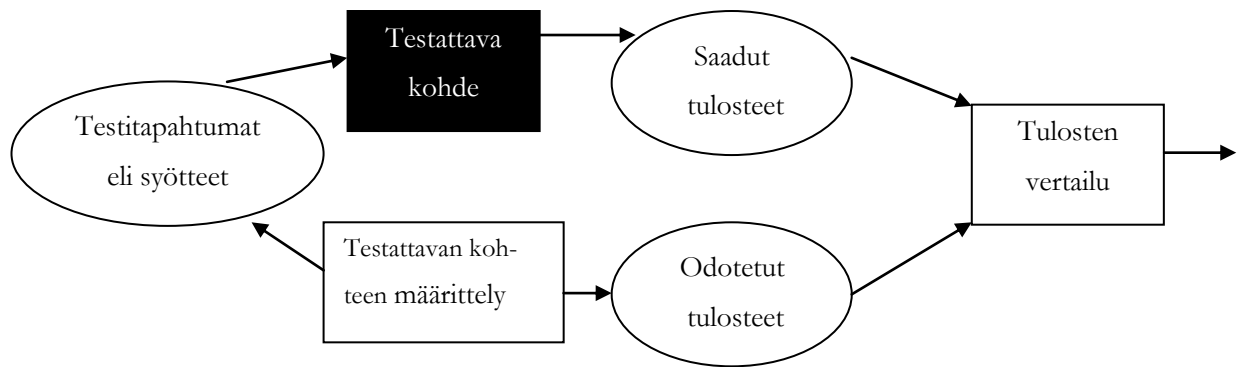 Testattava
kohde
Saadut
tulosteet
Testitapahtumat
eli syötteet
Tulosten
vertailu
Testattavan koh-
teen määrittely
Odotetut
tulosteet